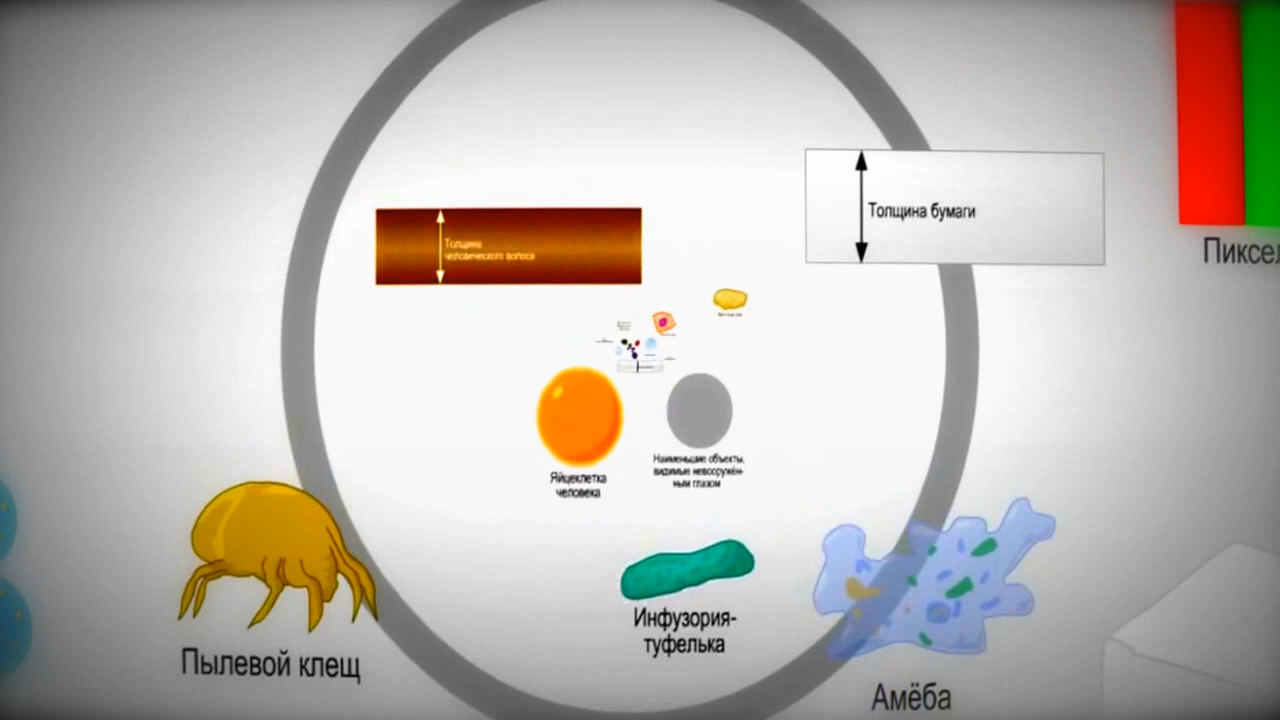 Толщина
человеческого волоса
Толщина бумаги
Пиксел
Яйцеклетка
человека
Наименьшие объекты,
видимые невооружён-
ным глазом
Инфузория-
туфелька
Пылевой клещ
Амёба